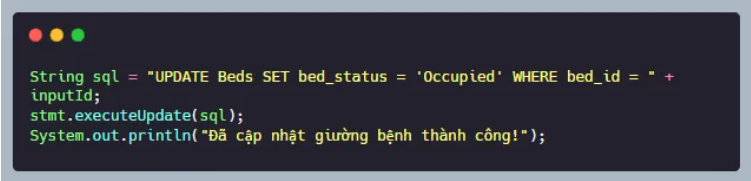 String sql = "UPDATE Beds SET bed_status = 'Occupied' WHERE bed_id = " +
inputId;
stmt.executeUpdate(sql);
System.out.println("Đã cập nhật giường bệnh thành công!");